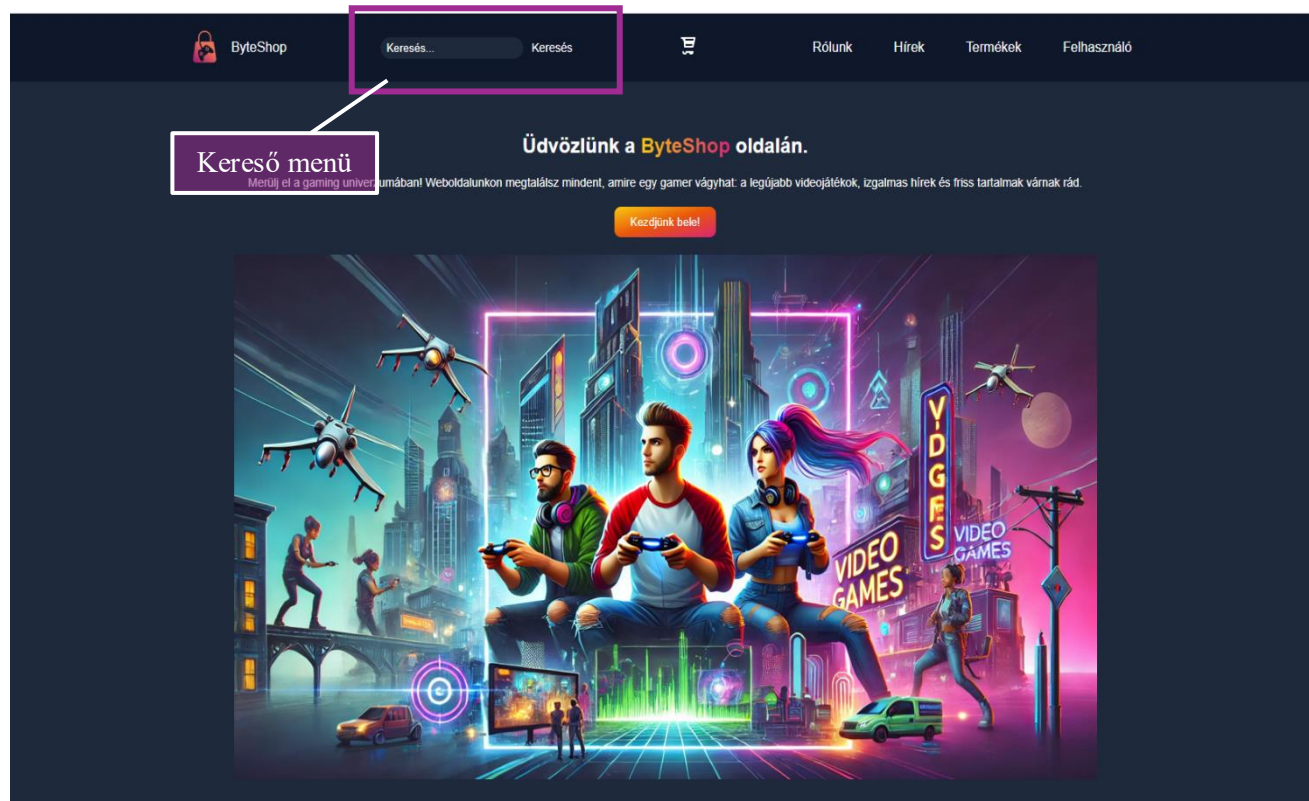 ByteShop
Keresés...
Keresés
Rólunk
Hírek
Termékek
Felhasználó
Kereső menü
Üdvözlünk a ByteShop oldalán.
Merülj el a gaming univerzumában! Weboldalunkon megtalálsz mindent, amire egy gamer vágyhat: a legújabb videojátékok, izgalmas hírek és friss tartalmak várnak rád.
Kezdjünk bele!
VIDGFS
VIDEO
GAMES
VIDEO
GAMES